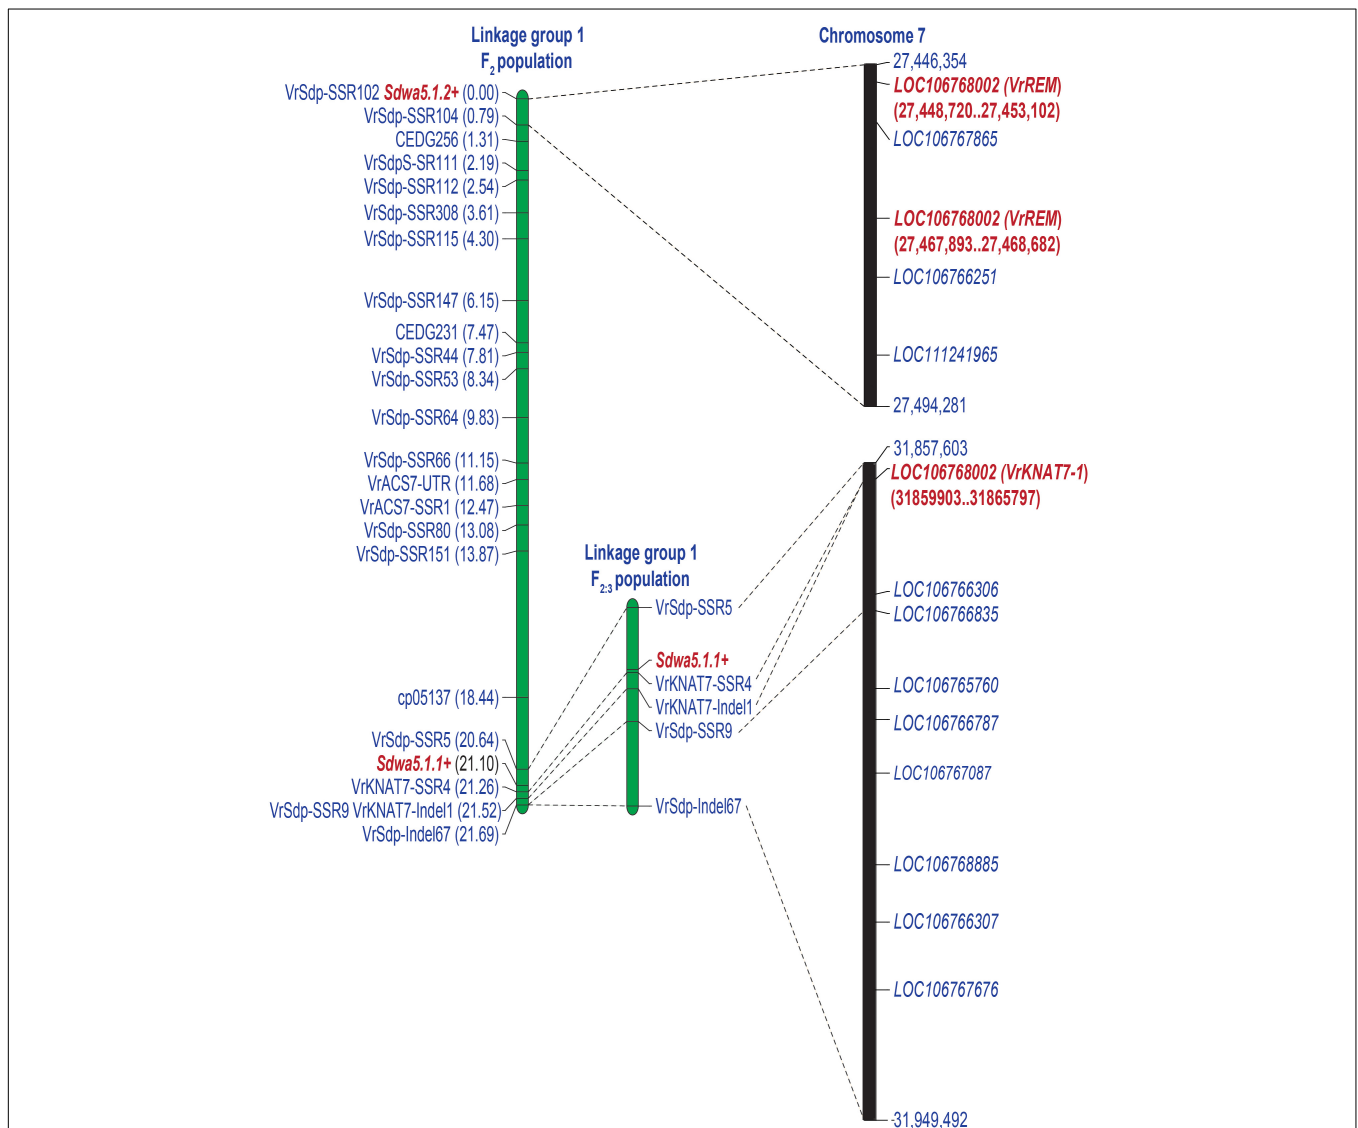 Linkage group 1
F2 population
VrSdp-SSR102 Sdwa5.1.2+ (0.00)
VrSdp-SSR104 (0.79)
CEDG256 (1.31)
VrSdpS-SR111 (2.19)
VrSdp-SSR112 (2.54)
VrSdp-SSR308 (3.61)
VrSdp-SSR115 (4.30)
VrSdp-SSR147 (6.15)
CEDG231 (7.47)
VrSdp-SSR44 (7.81)
VrSdp-SSR53 (8.34)
VrSdp-SSR64 (9.83)
VrSdp-SSR66 (11.15)
VrACS7-UTR (11.68)
VrACS7-SSR1 (12.47)
VrSdp-SSR80 (13.08)
VrSdp-SSR151 (13.87)
cp05137 (18.44)
VrSdp-SSR5 (20.64)
Sdwa5.1.1+ (21.10)
VrKNAT7-SSR4 (21.26)
VrSdp-SSR9 VrKNAT7-Indel1 (21.52)
VrSdp-Indel67 (21.69)
Linkage group 1
F2:3 population
VrSdp-SSR5
Sdwa5.1.1+
VrKNAT7-SSR4
VrKNAT7-Indel1
VrSdp-SSR9
VrSdp-Indel67
Chromosome 7
27,446,354
LOC106768002 (VrREM)
(27,448,720..27,453,102)
LOC106767865
LOC106768002 (VrREM)
(27,467,893..27,468,682)
LOC106766251
LOC111241965
27,494,281
31,857,603
LOC106768002 (VrKNAT7-1)
(31859903..31865797)
LOC106766306
LOC106766835
LOC106765760
LOC106766787
LOC106767087
LOC106768885
LOC106766307
LOC106767676
31,949,492